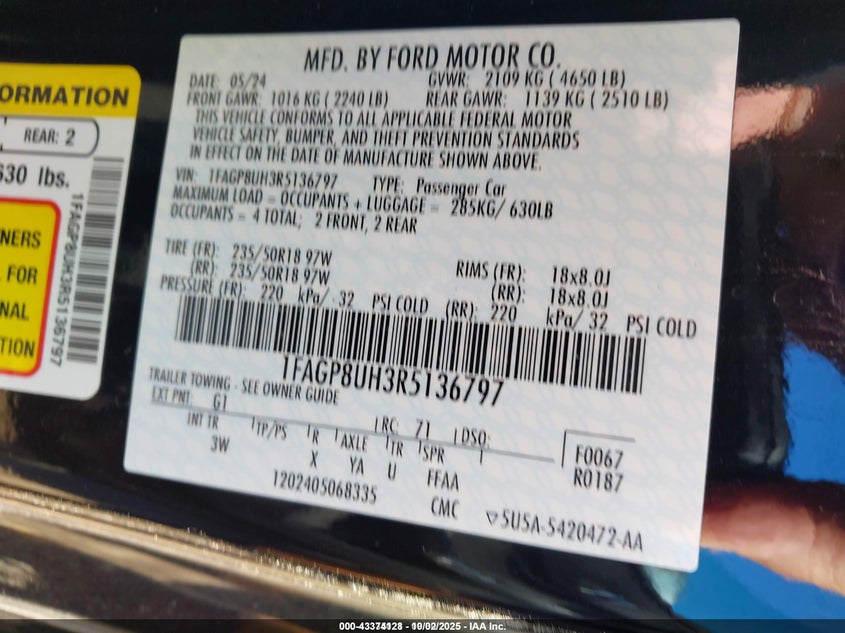 ORMATION
REAR: 2
630 lbs.
NERS
L FOR
NAL
TION
1FAGP8UH3R5136797
MFD. BY FORD MOTOR CO.
DATE: 05/24 GVWR: 2109 KG ( 4650 LB)
FRONT GAWR: 1016 KG ( 2240 LB) REAR GAWR: 1139 KG ( 2510 LB)
THIS VEHICLE CONFORMS TO ALL APPLICABLE FEDERAL MOTOR
VEHICLE SAFETY, BUMPER, AND THEFT PREVENTION STANDARDS
IN EFFECT ON THE DATE OF MANUFACTURE SHOWN ABOVE.
VIN: 1FAGP8UH3R5136797 TYPE: Passenger Car
MAXIMUM LOAD = OCCUPANTS + LUGGAGE = 285KG/ 630LB
OCCUPANTS = 4 TOTAL; 2 FRONT, 2 REAR
TIRE (FR): 235/50R18 97W RIMS (FR): 18x8.0J
(RR): 235/50R18 97W (RR): 18x8.0J
PRESSURE (FR): 220 kPa/ 32 PSI COLD (RR): 220 kPa/ 32 PSI COLD
1FAGP8UH3R5136797
TRAILER TOWING - SEE OWNER GUIDE
EXT PNT: G1 RC: 71 DSO:
INT TR TP/PS R AXLE TR SPR
3W X YA U FFAA
F0067
R0187
1202405068335 CMC
5U5A-5420472-AA
000-43374128 - 10/02/2025 - IAA Inc.